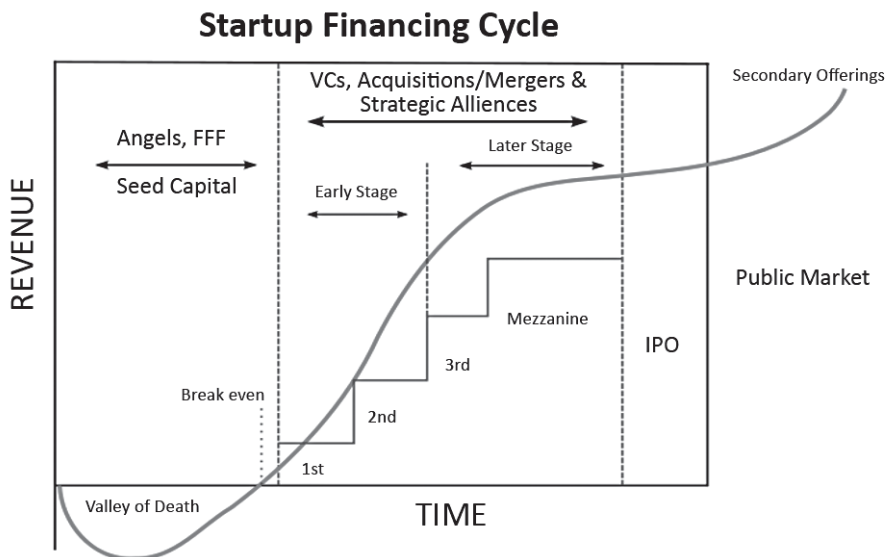 Startup Financing Cycle
Secondary Offerings
VCs, Acquisitions/Mergers &
Strategic Alliences
Angels, FFF
Later Stage
Seed Capital
Early Stage
REVENUE
Public Market
Mezzanine
IPO
3rd
Break even
2nd
1st
Valley of Death
TIME